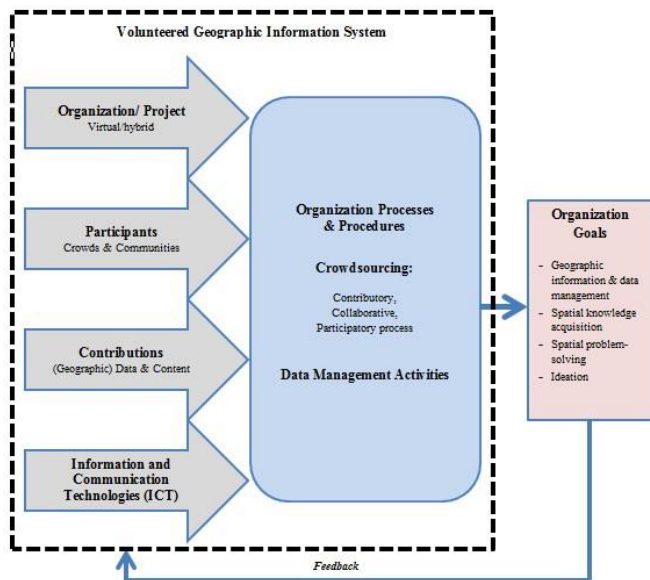 Volunteered Geographic Information System
Organization/ Project
Virtual/hybrid
Participants
Crowds & Communities
Contributions
(Geographic) Data & Content
Information and
Communication
Technologies (ICT)
Organization Processes
& Procedures
Crowdsourcing:
Contributory,
Collaborative,
Participatory process
Data Management Activities
Organization
Goals
- Geographic
information & data
management
- Spatial knowledge
acquisition
- Spatial problem-
solving
- Ideation
Feedback